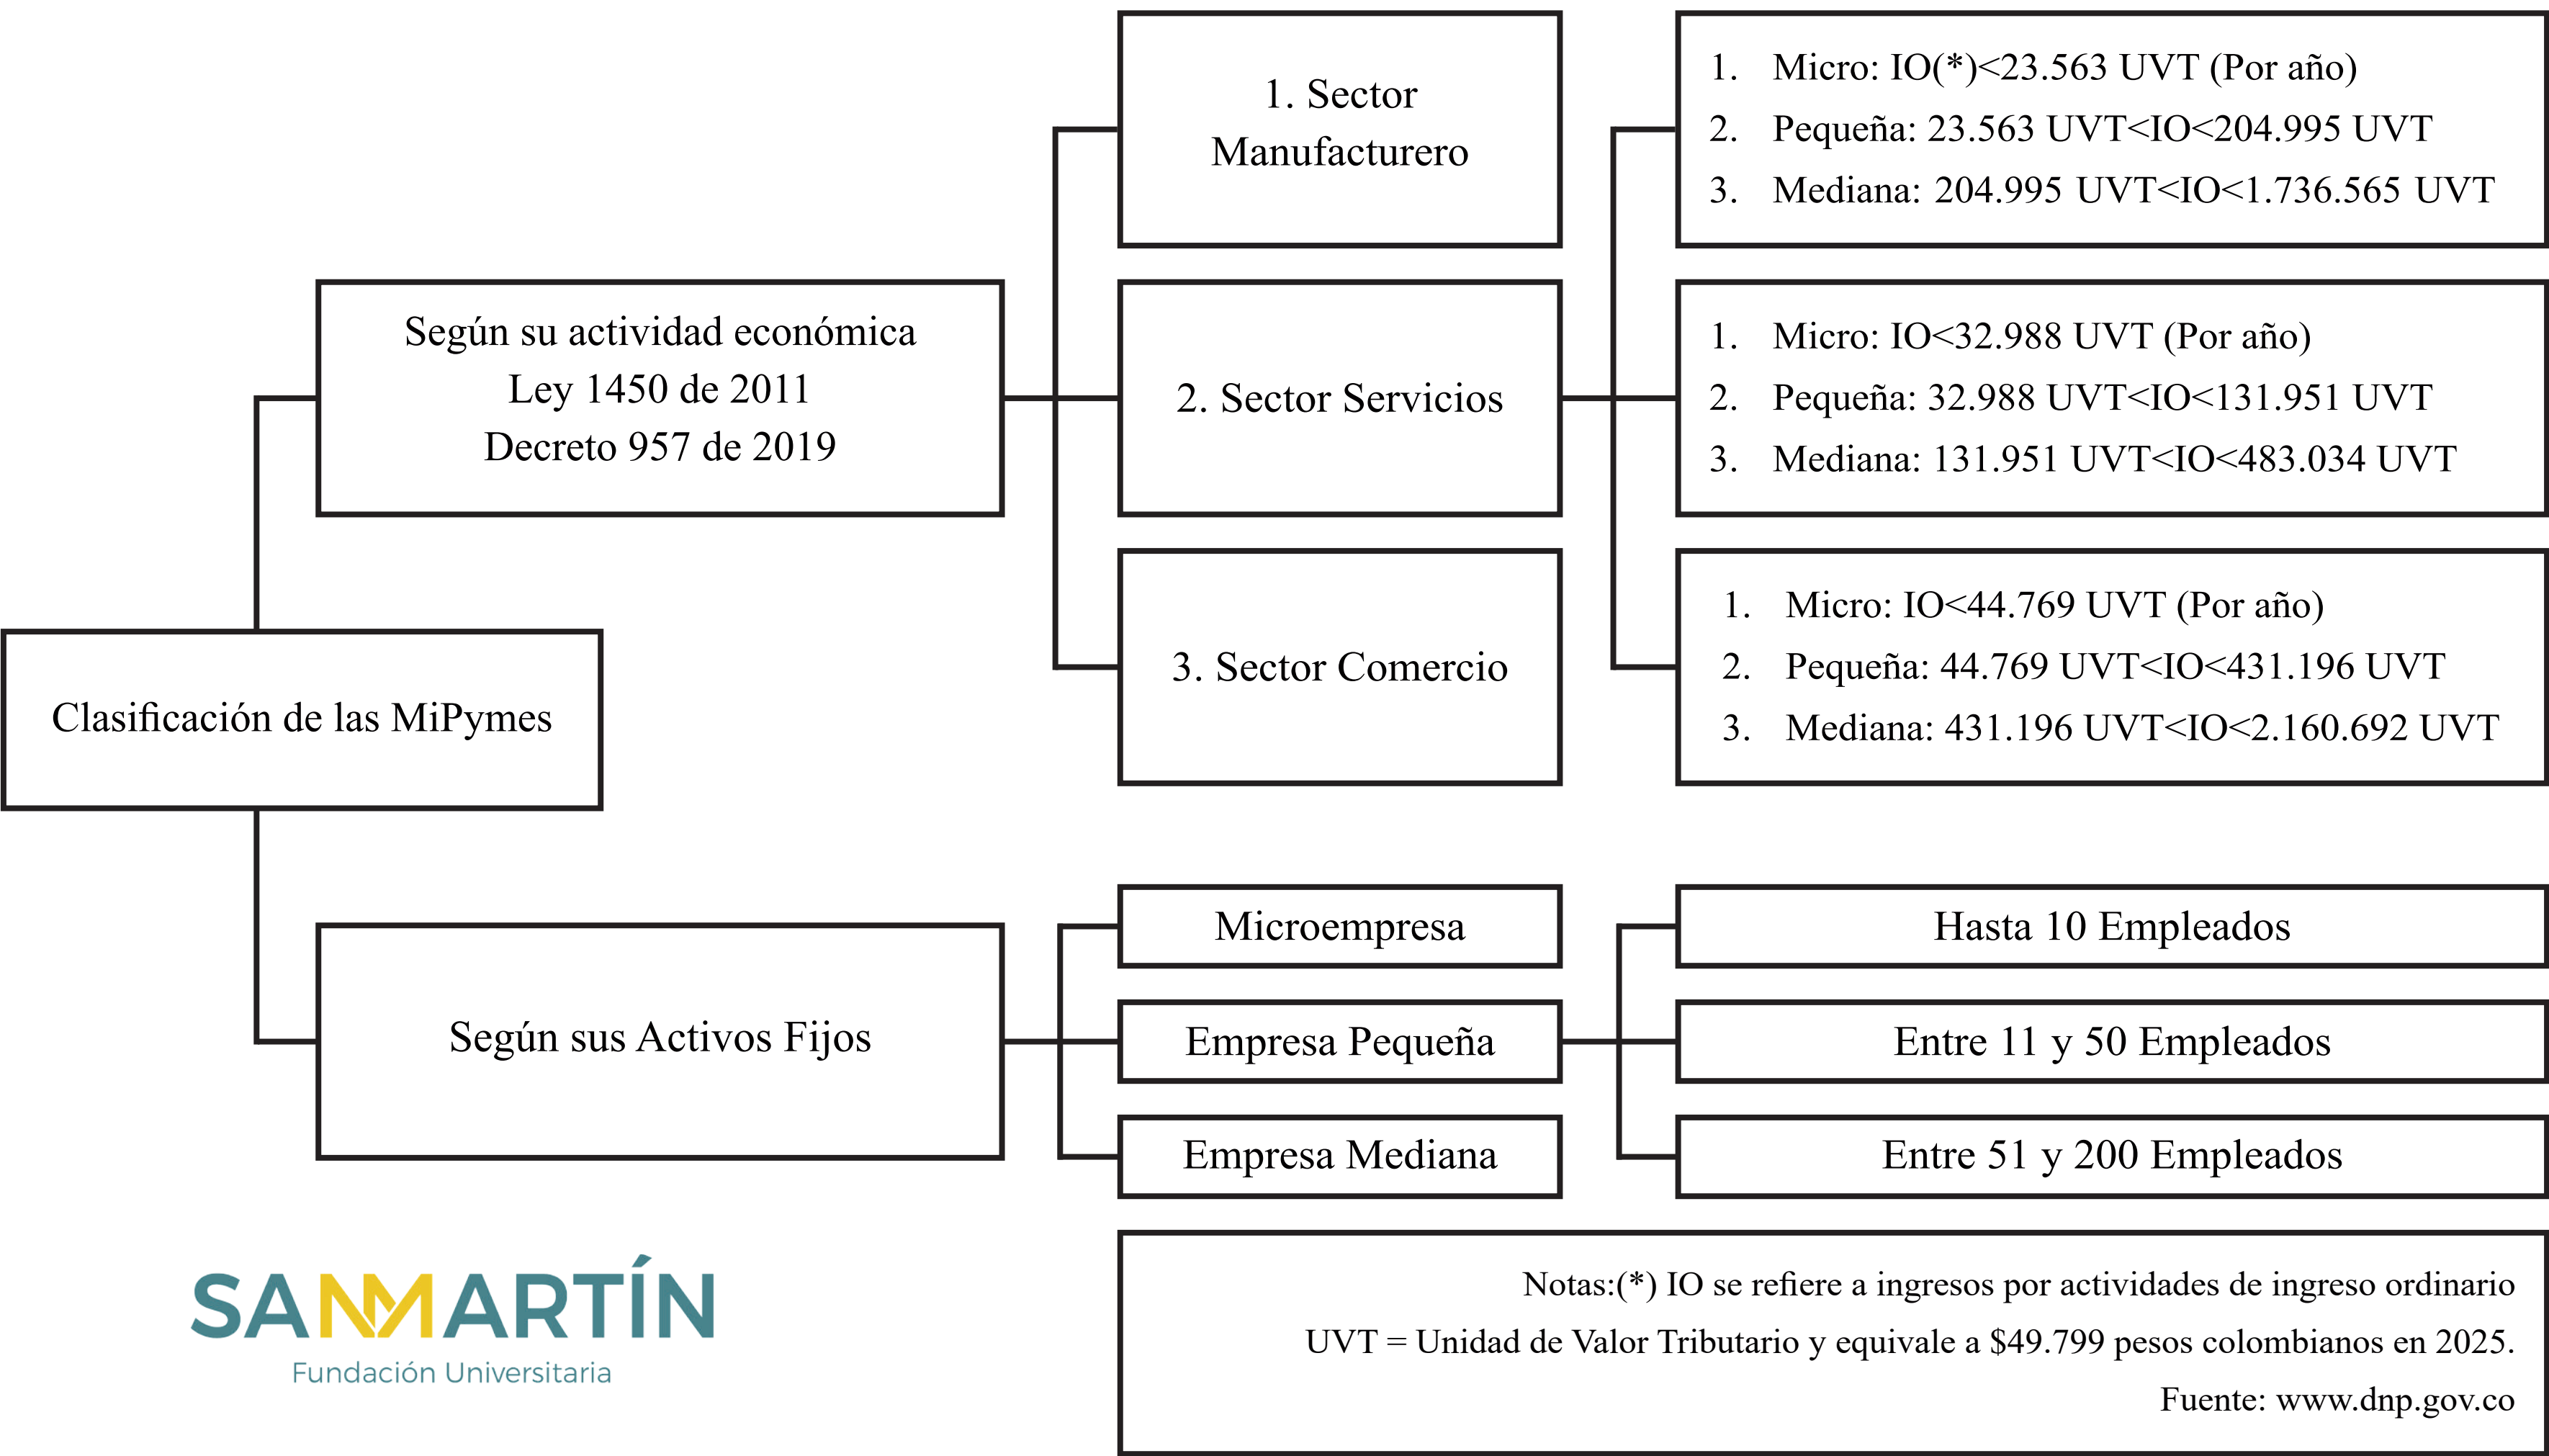 Clasificación de las MiPymes
Según su actividad económica
Ley 1450 de 2011
Decreto 957 de 2019
1. Sector
Manufacturero
2. Sector Servicios
3. Sector Comercio
1. Micro: IO(*)<23.563 UVT (Por año)
2. Pequeña: 23.563 UVT<IO<204.995 UVT
3. Mediana: 204.995 UVT<IO<1.736.565 UVT
1. Micro: IO<32.988 UVT (Por año)
2. Pequeña: 32.988 UVT<IO<131.951 UVT
3. Mediana: 131.951 UVT<IO<483.034 UVT
1. Micro: IO<44.769 UVT (Por año)
2. Pequeña: 44.769 UVT<IO<431.196 UVT
3. Mediana: 431.196 UVT<IO<2.160.692 UVT
Según sus Activos Fijos
Microempresa
Empresa Pequeña
Empresa Mediana
Hasta 10 Empleados
Entre 11 y 50 Empleados
Entre 51 y 200 Empleados
SANMARTÍN
Fundación Universitaria
Notas:(*) IO se refiere a ingresos por actividades de ingreso ordinario
UVT = Unidad de Valor Tributario y equivale a $49.799 pesos colombianos en 2025.
Fuente: www.dnp.gov.co